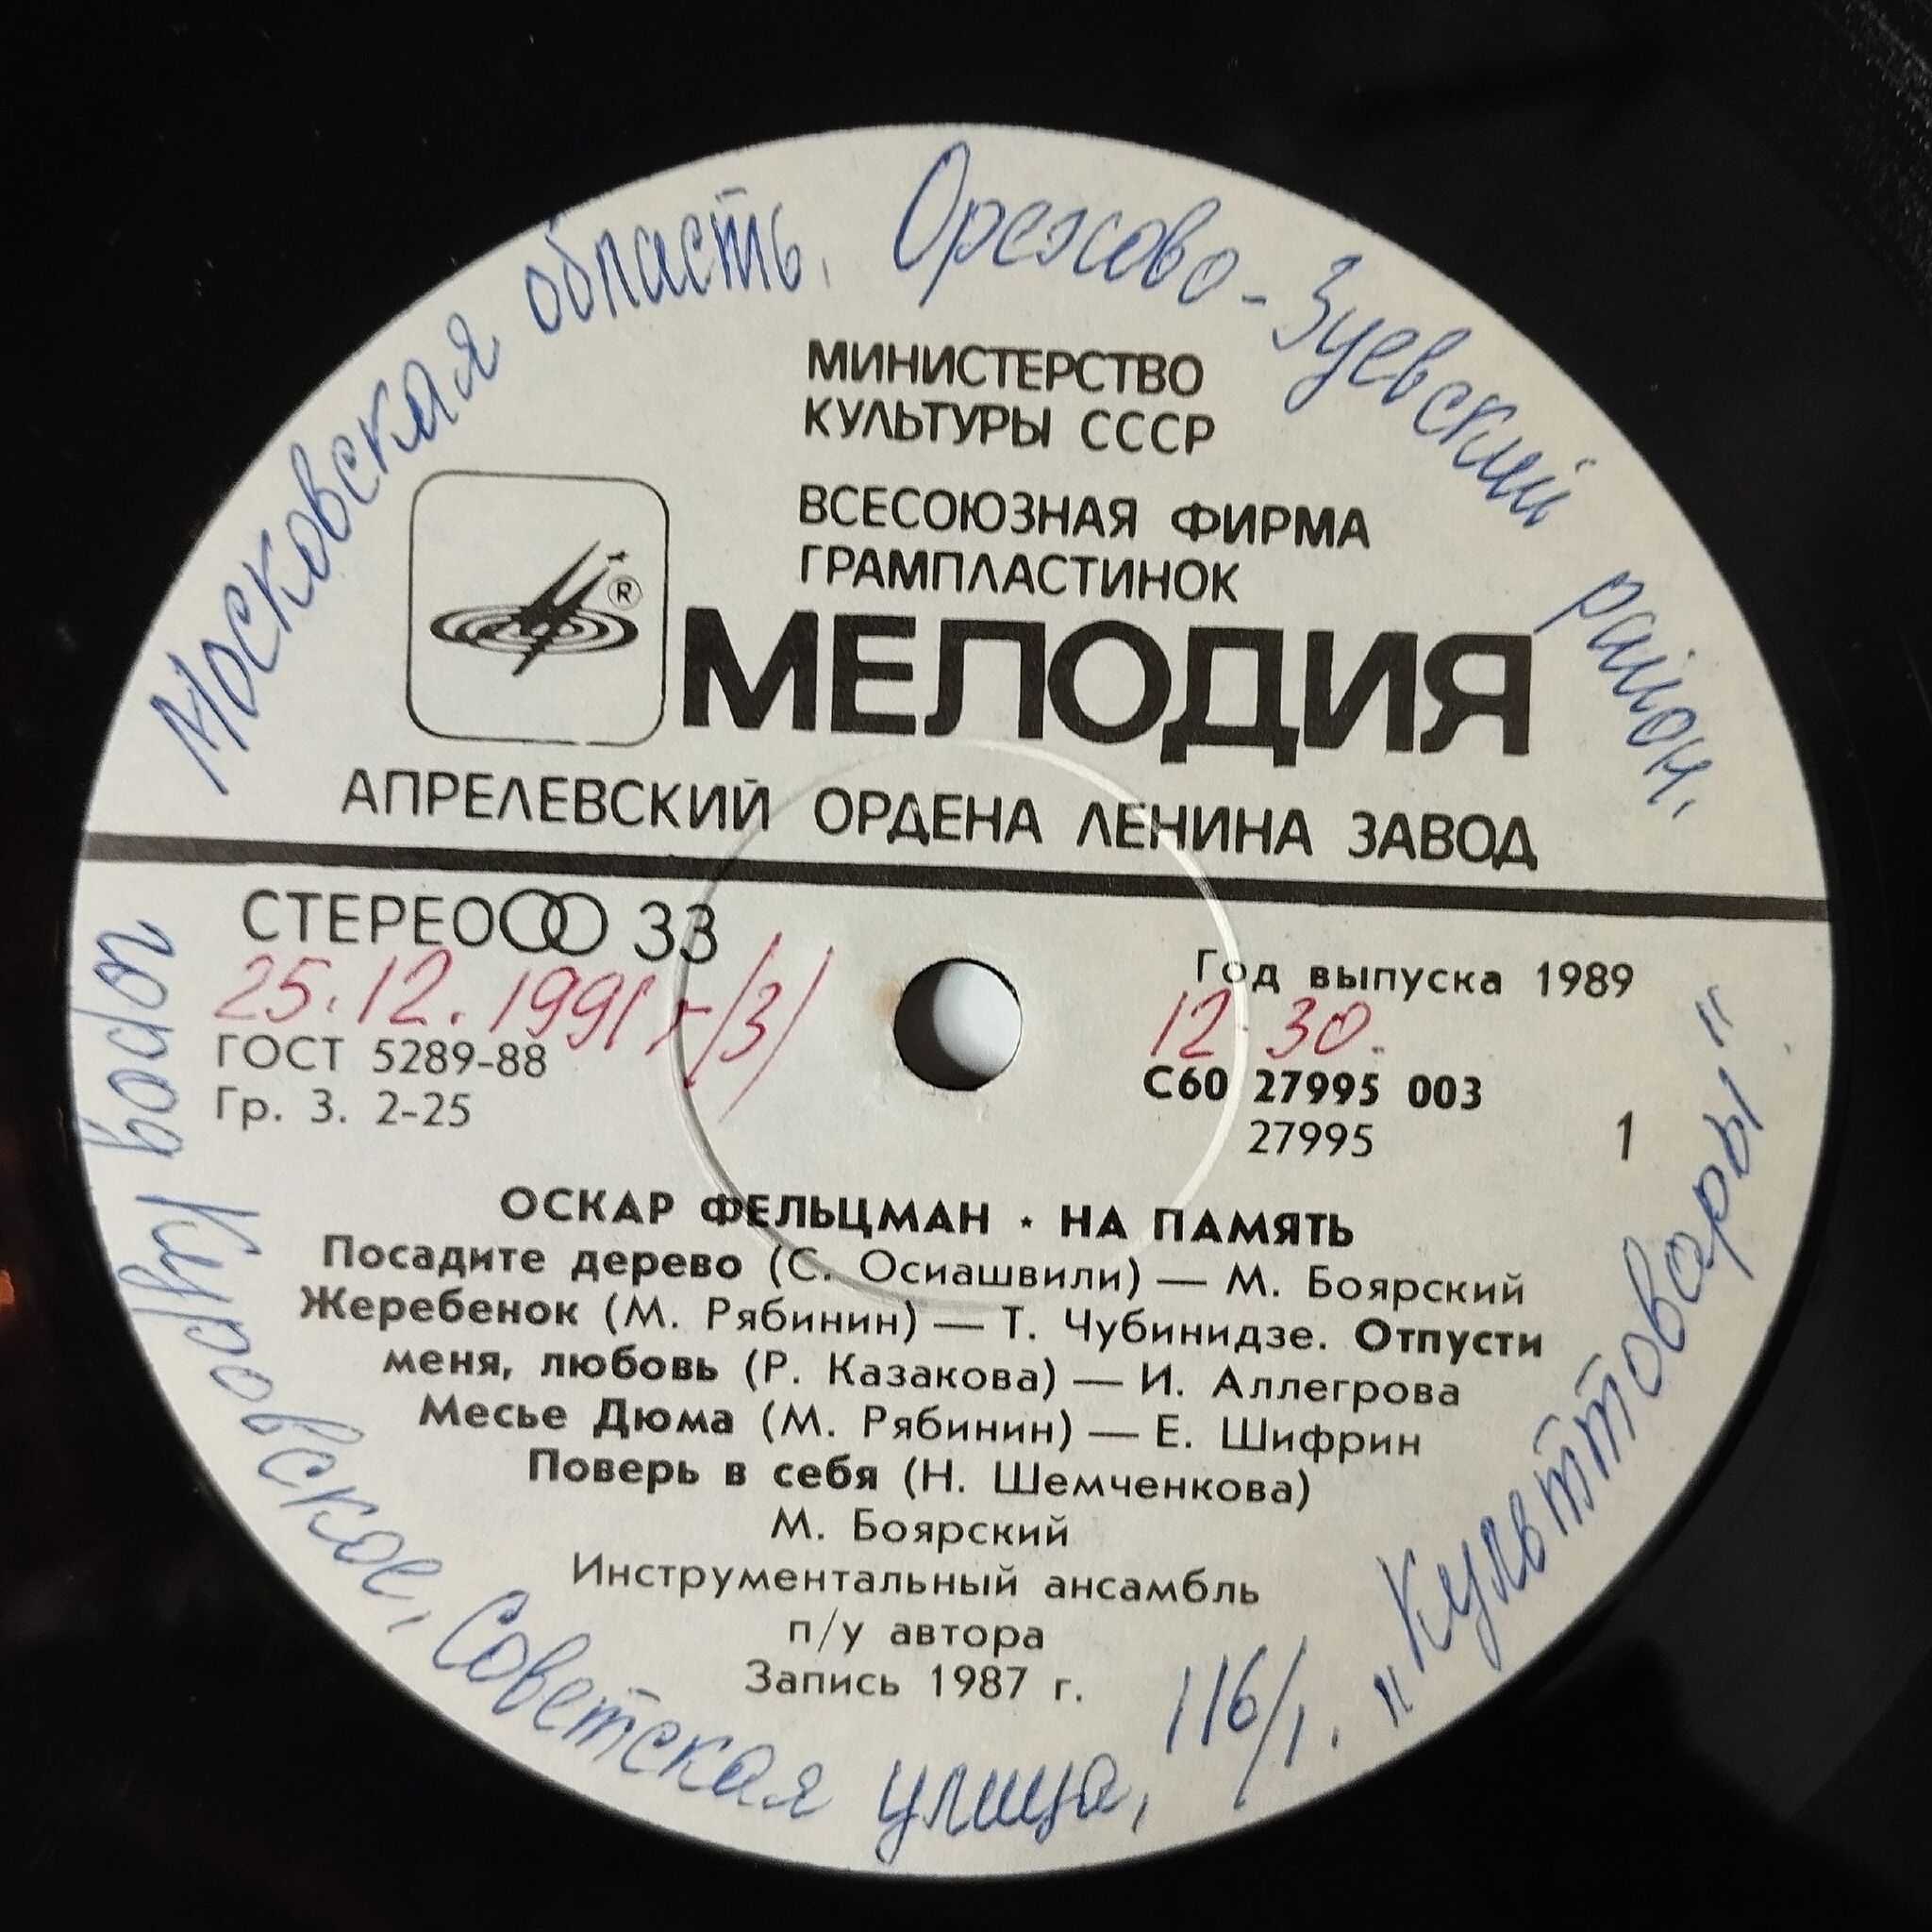 Московская область. Орехово-Зуевский район.
МИНИСТЕРСТВО
КУЛЬТУРЫ СССР
ВСЕСОЮЗНАЯ ФИРМА
ГРАМПЛАСТИНОК
®
МЕЛОДИЯ
АПРЕЛЕВСКИЙ ОРДЕНА ЛЕНИНА ЗАВОД
СТЕРЕО 33
25.12.1991 г /3/
ГОСТ 5289-88
Гр. 3. 2-25
Год выпуска 1989
12 30.
С60 27995 003
27995
1
ОСКАР ФЕЛЬЦМАН · НА ПАМЯТЬ
Посадите дерево (С. Осиашвили) — М. Боярский
Жеребенок (М. Рябинин) — Т. Чубинидзе. Отпусти
меня, любовь (Р. Казакова) — И. Аллегрова
Месье Дюма (М. Рябинин) — Е. Шифрин
Поверь в себя (Н. Шемченкова)
М. Боярский
Инструментальный ансамбль
п/у автора
Запись 1987 г.
город Куровское, Советская улица, 116/1. „Культтовары"